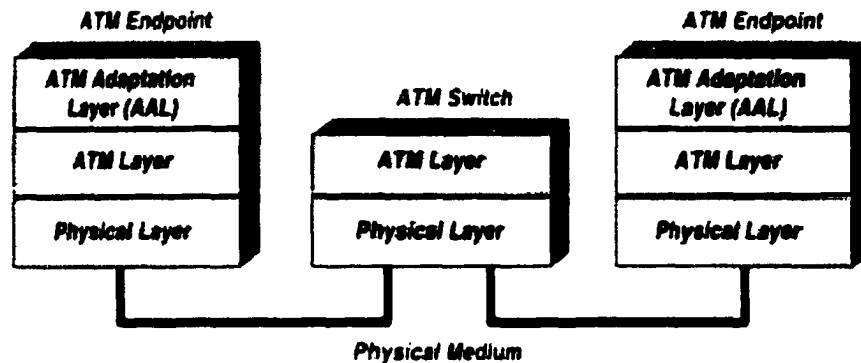 ATM Endpoint
ATM Adaptation
Layer (AAL)
ATM Layer
Physical Layer
ATM Switch
ATM Layer
Physical Layer
ATM Endpoint
ATM Adaptation
Layer (AAL)
ATM Layer
Physical Layer
Physical Medium